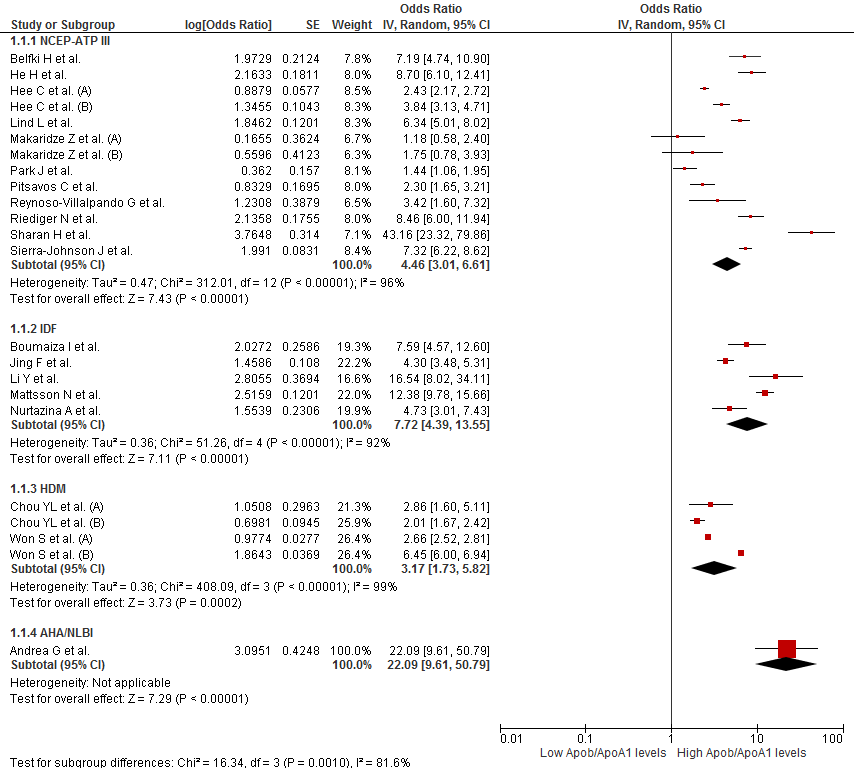 Odds Ratio Odds Ratio
Study or Subgroup log[Odds Ratio] SE Weight IV, Random, 95% CI IV, Random, 95% CI
1.1.1 NCEP-ATP III
Belfki H et al. 1.9729 0.2124 7.8% 7.19 [4.74, 10.90]
He H et al. 2.1633 0.1811 8.0% 8.70 [6.10, 12.41]
Hee C et al. (A) 0.8879 0.0577 8.5% 2.43 [2.17, 2.72]
Hee C et al. (B) 1.3455 0.1043 8.3% 3.84 [3.13, 4.71]
Lind L et al. 1.8462 0.1201 8.3% 6.34 [5.01, 8.02]
Makaridze Z et al. (A) 0.1655 0.3624 6.7% 1.18 [0.58, 2.40]
Makaridze Z et al. (B) 0.5596 0.4123 6.3% 1.75 [0.78, 3.93]
Park J et al. 0.362 0.157 8.1% 1.44 [1.06, 1.95]
Pitsavos C et al. 0.8329 0.1695 8.0% 2.30 [1.65, 3.21]
Reynoso-Villalpando G et al. 1.2308 0.3879 6.5% 3.42 [1.60, 7.32]
Riediger N et al. 2.1358 0.1755 8.0% 8.46 [6.00, 11.94]
Sharan H et al. 3.7648 0.314 7.1% 43.16 [23.32, 79.86]
Sierra-Johnson J et al. 1.991 0.0831 8.4% 7.32 [6.22, 8.62]
Subtotal (95% CI) 100.0% 4.46 [3.01, 6.61]
Heterogeneity: Tau² = 0.47; Chi² = 312.01, df = 12 (P < 0.00001); I² = 96%
Test for overall effect: Z = 7.43 (P < 0.00001)
1.1.2 IDF
Boumaiza I et al. 2.0272 0.2586 19.3% 7.59 [4.57, 12.60]
Jing F et al. 1.4586 0.108 22.2% 4.30 [3.48, 5.31]
Li Y et al. 2.8055 0.3694 16.6% 16.54 [8.02, 34.11]
Mattsson N et al. 2.5159 0.1201 22.0% 12.38 [9.78, 15.66]
Nurtazina A et al. 1.5539 0.2306 19.9% 4.73 [3.01, 7.43]
Subtotal (95% CI) 100.0% 7.72 [4.39, 13.55]
Heterogeneity: Tau² = 0.36; Chi² = 51.26, df = 4 (P < 0.00001); I² = 92%
Test for overall effect: Z = 7.11 (P < 0.00001)
1.1.3 HDM
Chou YL et al. (A) 1.0508 0.2963 21.3% 2.86 [1.60, 5.11]
Chou YL et al. (B) 0.6981 0.0945 25.9% 2.01 [1.67, 2.42]
Won S et al. (A) 0.9774 0.0277 26.4% 2.66 [2.52, 2.81]
Won S et al. (B) 1.8643 0.0369 26.4% 6.45 [6.00, 6.94]
Subtotal (95% CI) 100.0% 3.17 [1.73, 5.82]
Heterogeneity: Tau² = 0.36; Chi² = 408.09, df = 3 (P < 0.00001); I² = 99%
Test for overall effect: Z = 3.73 (P = 0.0002)
1.1.4 AHA/NLBI
Andrea G et al. 3.0951 0.4248 100.0% 22.09 [9.61, 50.79]
Subtotal (95% CI) 100.0% 22.09 [9.61, 50.79]
Heterogeneity: Not applicable
Test for overall effect: Z = 7.29 (P < 0.00001)
0.01 0.1 1 10 100
Low Apob/ApoA1 levels High Apob/ApoA1 levels
Test for subgroup differences: Chi² = 16.34, df = 3 (P = 0.0010), I² = 81.6%